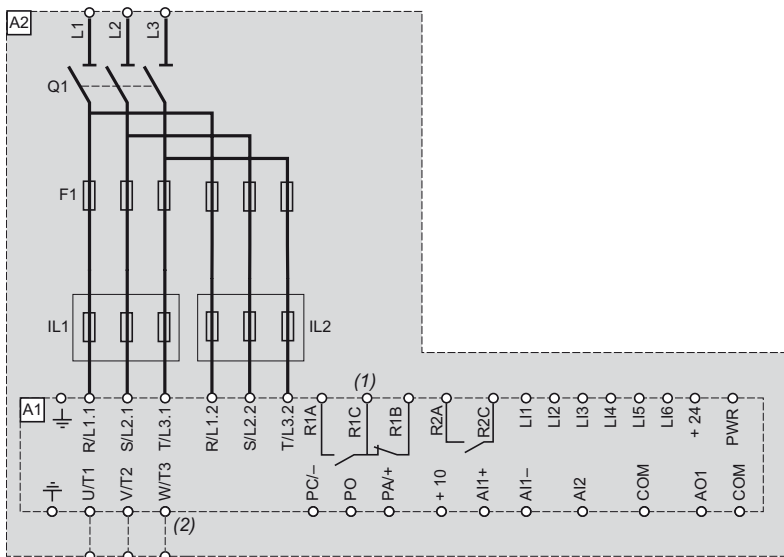 A2
L1
L2
L3
Q1
F1
IL1
IL2
(1)
A1
R/L1.1
S/L2.1
T/L3.1
R/L1.2
S/L2.2
T/L3.2
R1A
R1C
R1B
R2A
R2C
LI1
LI2
LI3
LI4
LI5
LI6
+ 24
PWR
U/T1
V/T2
W/T3
(2)
PC/–
PO
PA/+
+ 10
AI1+
AI1–
AI2
COM
AO1
COM